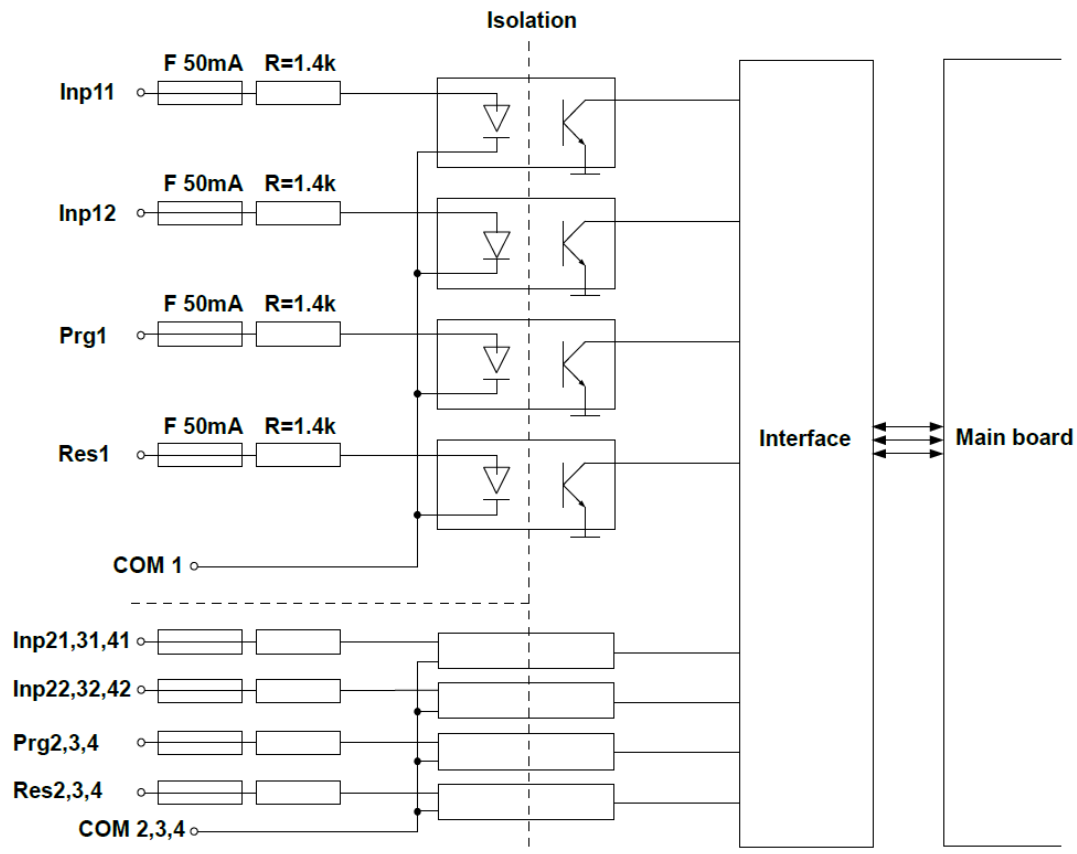 Isolation
F 50mA R=1.4k
Inp11
F 50mA R=1.4k
Inp12
F 50mA R=1.4k
Prg1
F 50mA R=1.4k
Res1
Interface
Main board
COM 1
Inp21,31,41
Inp22,32,42
Prg2,3,4
Res2,3,4
COM 2,3,4